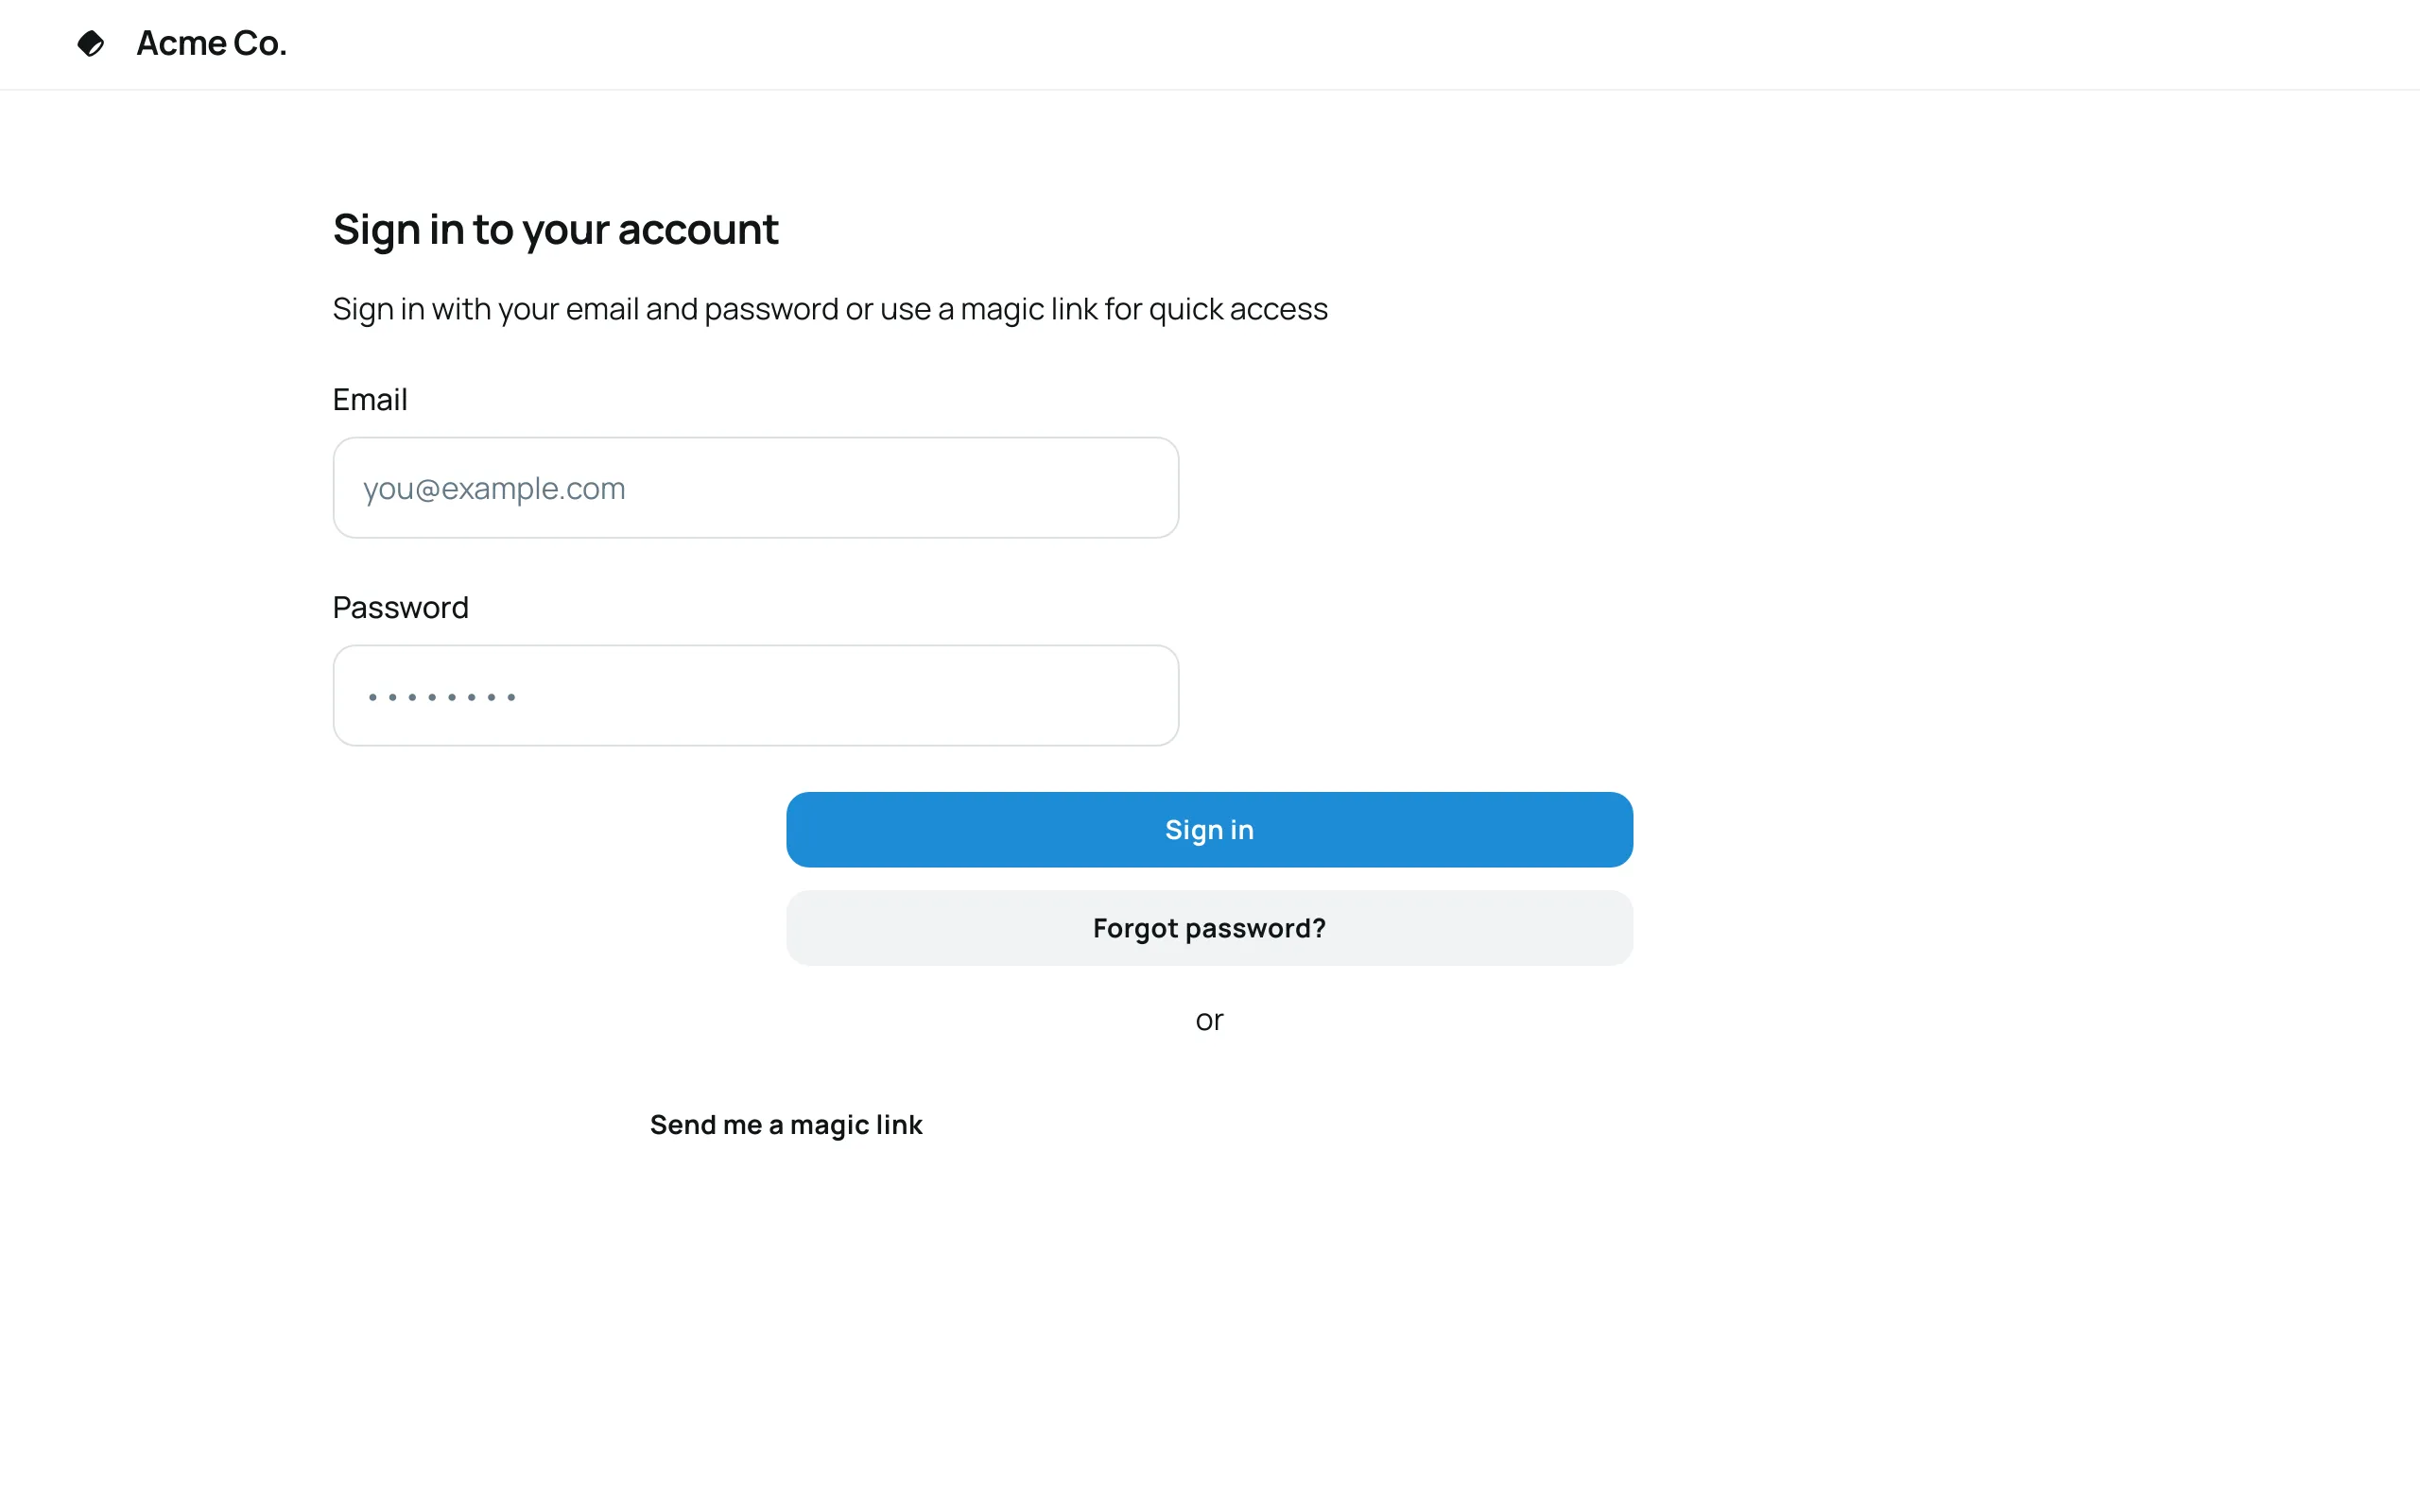 Acme Co.
Sign in to your account
Sign in with your email and password or use a magic link for quick access
Email
you@example.com
Password
••••••••
Sign in
Forgot password?
or
Send me a magic link